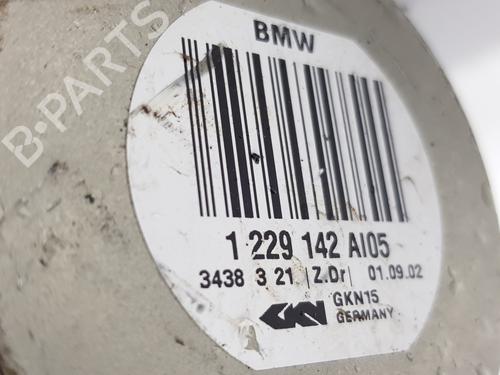 B-PARTS
BMW
1 229 142 AI05
3438 3 21 |Z.Dr| 01.09.02
GKN GKN15
GERMANY